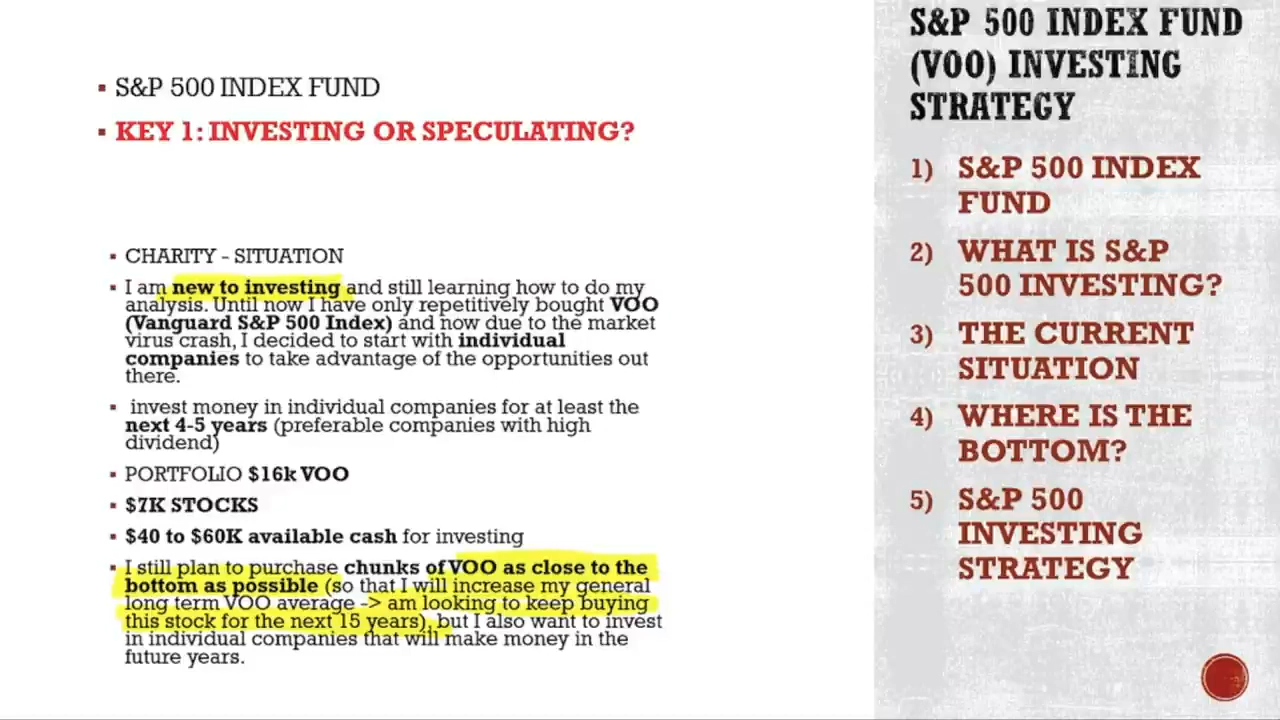 S&P 500 INDEX FUND
KEY 1: INVESTING OR SPECULATING?
CHARITY - SITUATION
I am new to investing and still learning how to do my
analysis. Until now I have only repetitively bought VOO
(Vanguard S&P 500 Index) and now due to the market
virus crash, I decided to start with individual
companies to take advantage of the opportunities out
there.
invest money in individual companies for at least the
next 4-5 years (preferable companies with high
dividend)
PORTFOLIO $16k VOO
$7K STOCKS
$40 to $60K available cash for investing
I still plan to purchase chunks of VOO as close to the
bottom as possible (so that I will increase my general
long term VOO average -> am looking to keep buying
this stock for the next 15 years), but I also want to invest
in individual companies that will make money in the
future years.
S&P 500 INDEX FUND
(VOO) INVESTING
STRATEGY
1) S&P 500 INDEX
FUND
2) WHAT IS S&P
500 INVESTING?
3) THE CURRENT
SITUATION
4) WHERE IS THE
BOTTOM?
5) S&P 500
INVESTING
STRATEGY